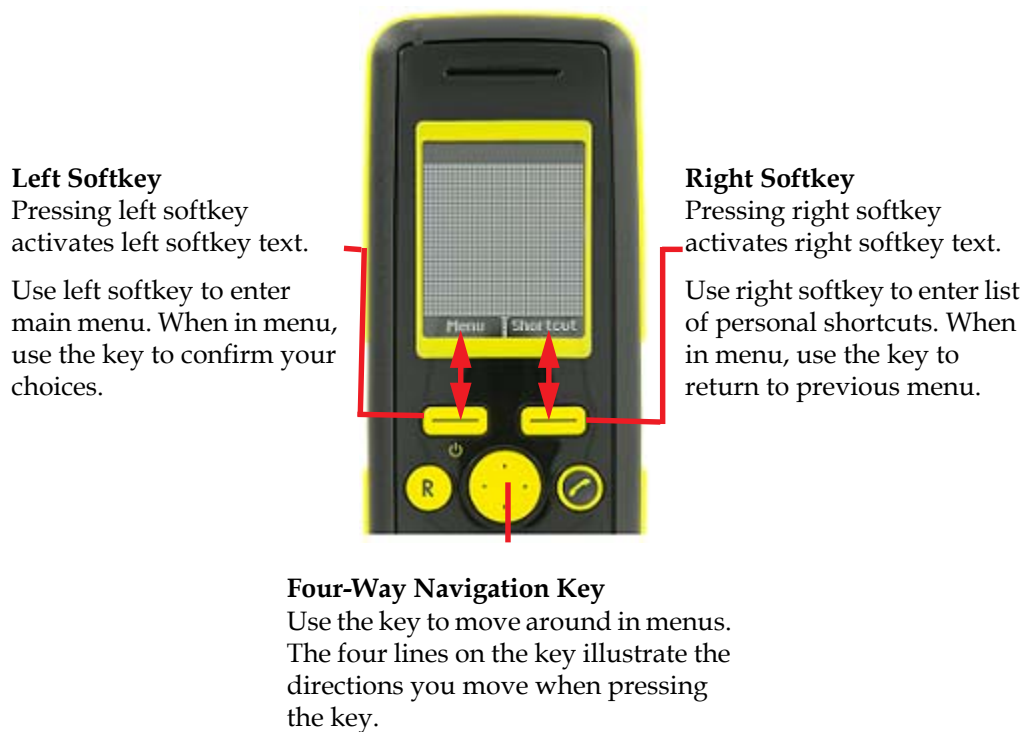 Left Softkey
Pressing left softkey
activates left softkey text.
Use left softkey to enter
main menu. When in menu,
use the key to confirm your
choices.
Menu
Shortcut
R
Right Softkey
Pressing right softkey
activates right softkey text.
Use right softkey to enter list
of personal shortcuts. When
in menu, use the key to
return to previous menu.
Four-Way Navigation Key
Use the key to move around in menus.
The four lines on the key illustrate the
directions you move when pressing
the key.